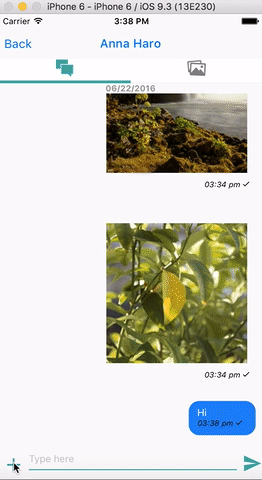 iPhone 6 - iPhone 6 / iOS 9.3 (13E230)
Carrier 3:38 PM
Back Anna Haro
06/22/2016
03:34 pm ✓
03:34 pm ✓
Hi
03:38 pm ✓
Type here